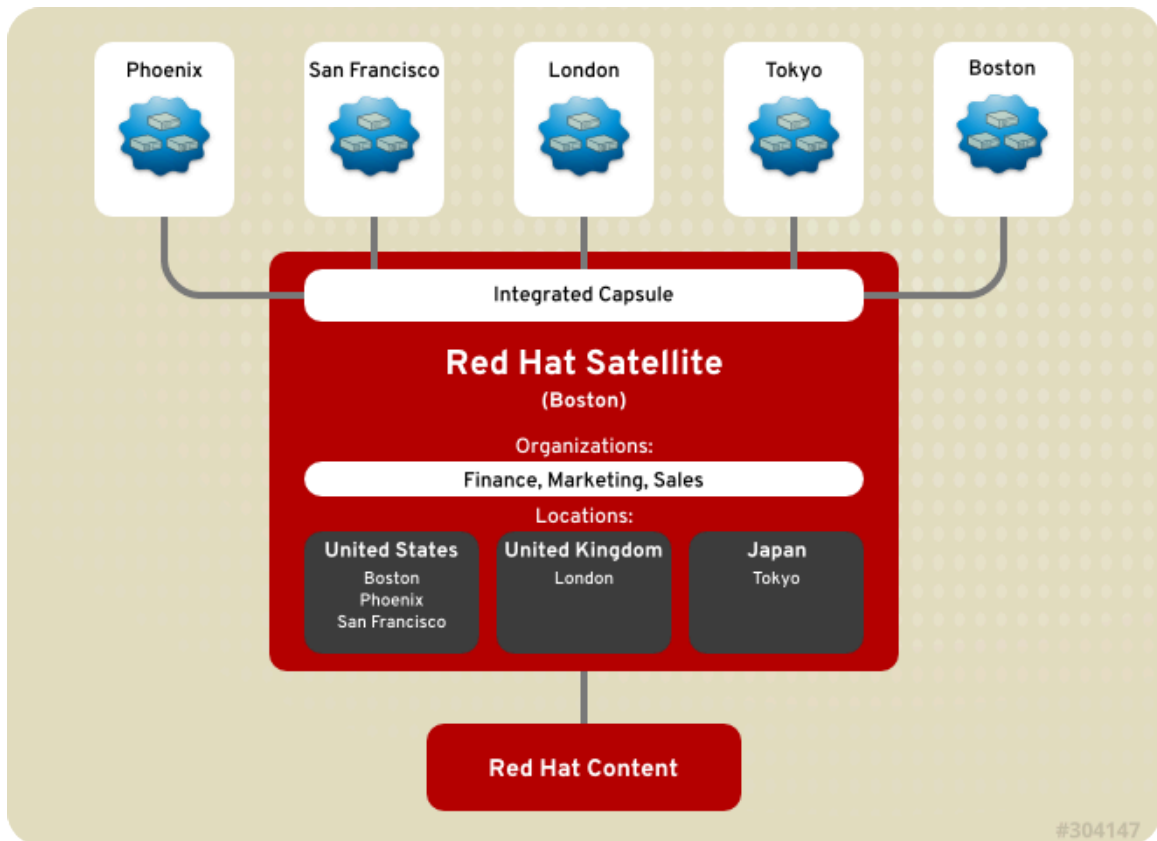 Phoenix
San Francisco
London
Tokyo
Boston
Integrated Capsule
Red Hat Satellite
(Boston)
Organizations:
Finance, Marketing, Sales
Locations:
United States
Boston
Phoenix
San Francisco
United Kingdom
London
Japan
Tokyo
Red Hat Content
#304147